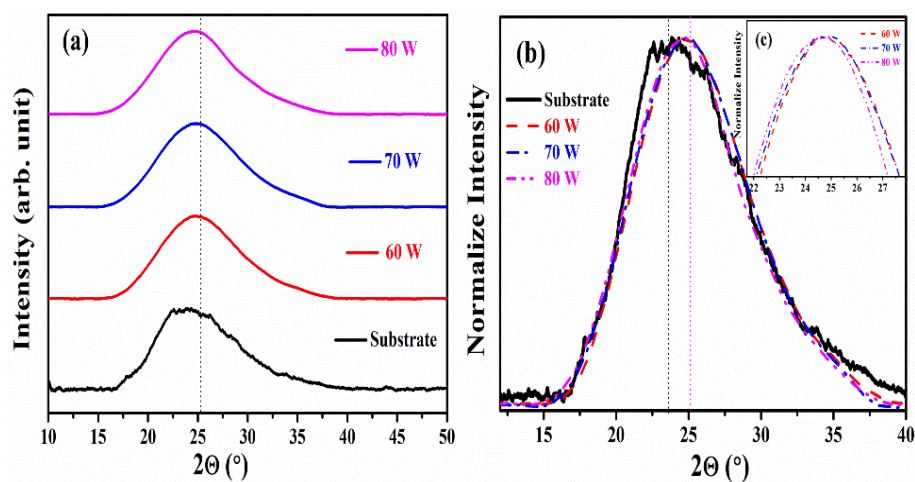 (a)
80 W
70 W
60 W
Substrate
Intensity (arb. unit)
10 15 20 25 30 35 40 45 50
2Θ (°)
(b)
Substrate
60 W
70 W
80 W
Normalize Intensity
15 20 25 30 35 40
2Θ (°)
(c)
60 W
70 W
80 W
Normalize Intensity
22 23 24 25 26 27